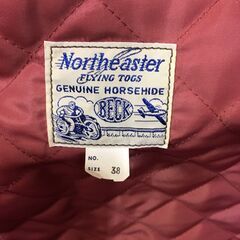 Northeaster
FLYING TOGS
GENUINE HORSEHIDE
BECK
NO.
SIZE 38